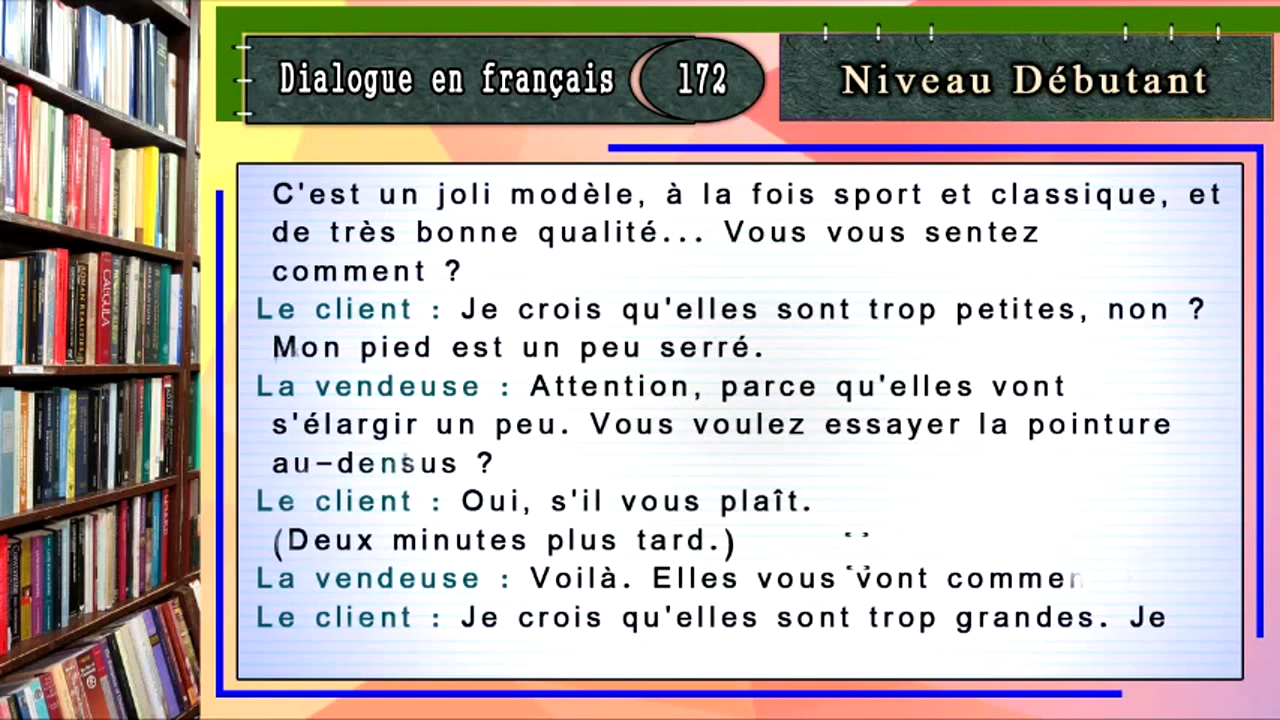 Dialogue en français 172
Niveau Débutant
C'est un joli modèle, à la fois sport et classique, et
de très bonne qualité... Vous vous sentez
comment ?
Le client : Je crois qu'elles sont trop petites, non ?
Mon pied est un peu serré.
La vendeuse : Attention, parce qu'elles vont
s'élargir un peu. Vous voulez essayer la pointure
au-densus ?
Le client : Oui, s'il vous plaît.
(Deux minutes plus tard.)
La vendeuse : Voilà. Elles vous vont commen
Le client : Je crois qu'elles sont trop grandes. Je
CALIGULA